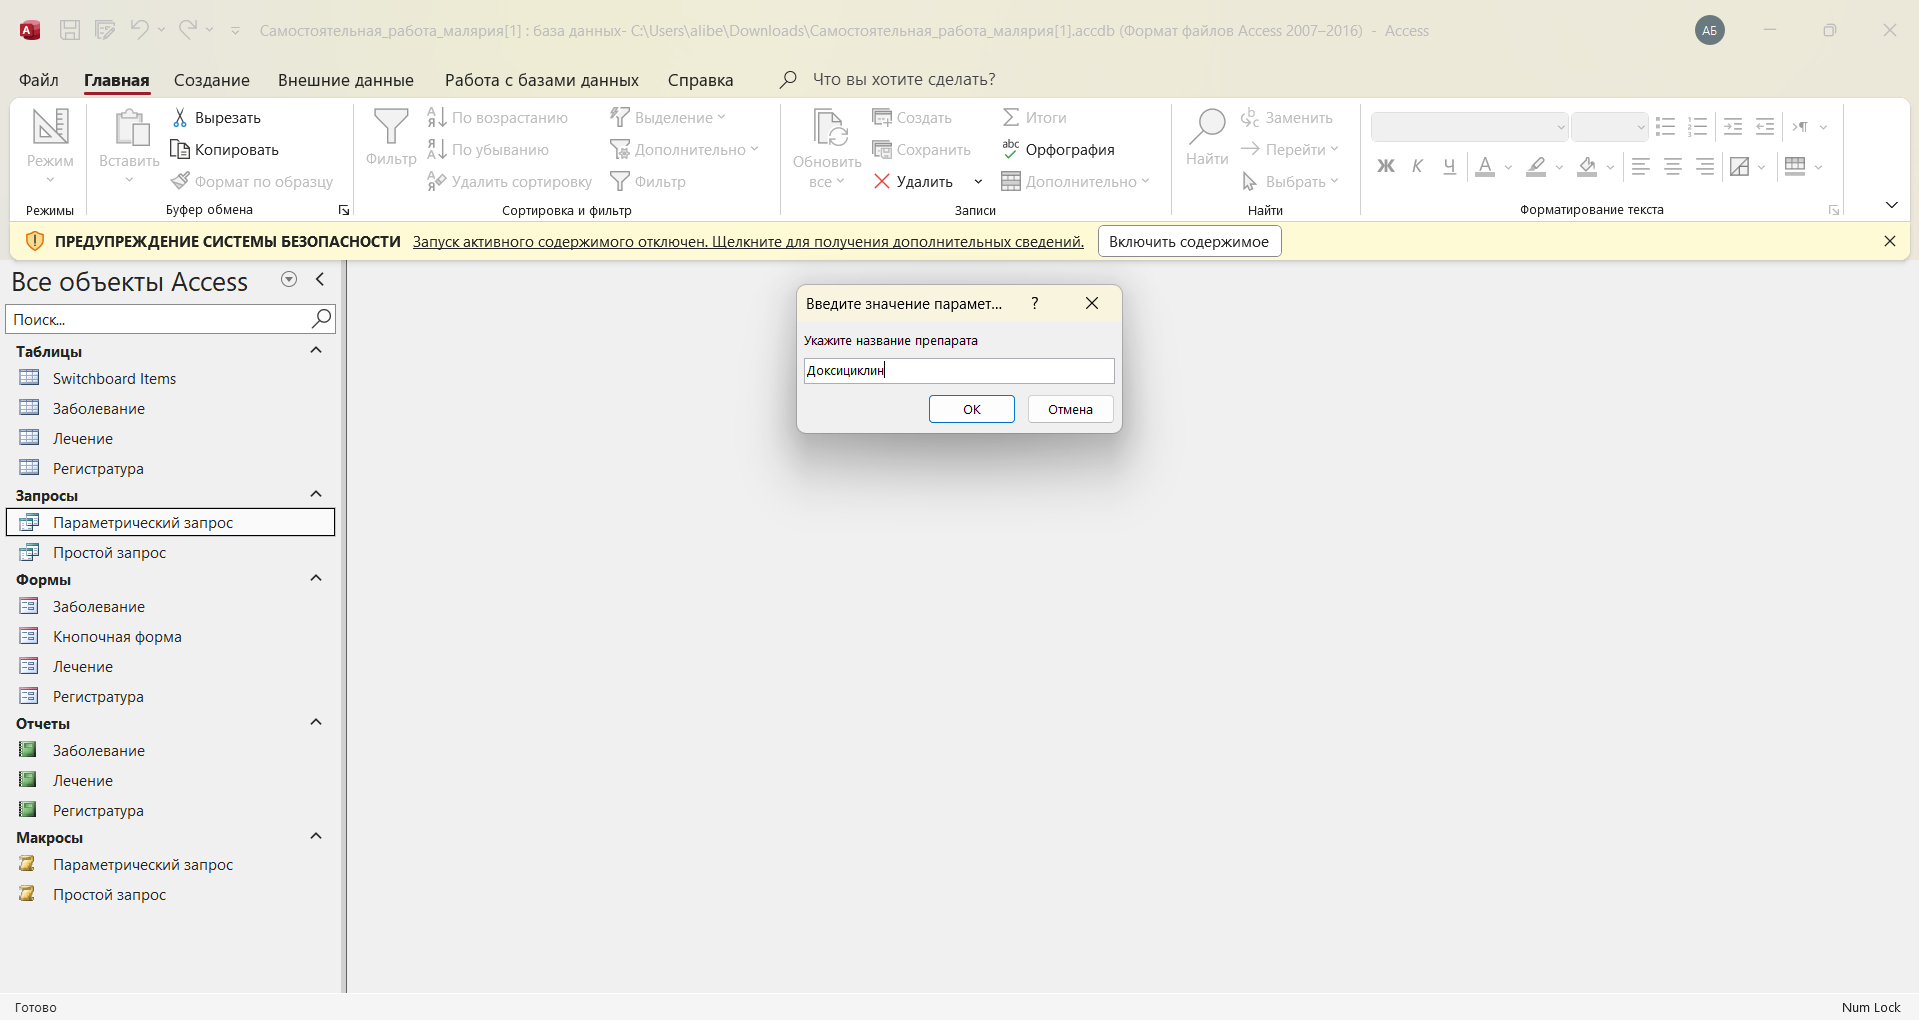 Самостоятельная_работа_малярия[1] : база данных- C:\Users\alibe\Downloads\Самостоятельная_работа_малярия[1].accdb (Формат файлов Access 2007–2016) - Access
АБ
Файл Главная Создание Внешние данные Работа с базами данных Справка Что вы хотите сделать?
Режим
Режимы
Вставить
Вырезать
Копировать
Формат по образцу
Буфер обмена
Фильтр
По возрастанию
По убыванию
Удалить сортировку
Выделение
Дополнительно
Фильтр
Сортировка и фильтр
Обновить
все
Создать
Сохранить
Удалить
Итоги
Орфография
Дополнительно
Записи
Найти
Заменить
Перейти
Выбрать
Найти
Ж К Ч А
Форматирование текста
ПРЕДУПРЕЖДЕНИЕ СИСТЕМЫ БЕЗОПАСНОСТИ Запуск активного содержимого отключен. Щелкните для получения дополнительных сведений. Включить содержимое
Все объекты Access
Поиск...
Таблицы
Switchboard Items
Заболевание
Лечение
Регистратура
Запросы
Параметрический запрос
Простой запрос
Формы
Заболевание
Кнопочная форма
Лечение
Регистратура
Отчеты
Заболевание
Лечение
Регистратура
Макросы
Параметрический запрос
Простой запрос
Введите значение парамет... ?
Укажите название препарата
Доксициклин
ОК Отмена
Готово
Num Lock